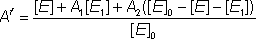 A′ = ([E] + A₁[E₁] + A₂([E]₀ − [E] − [E₁])) / [E]₀